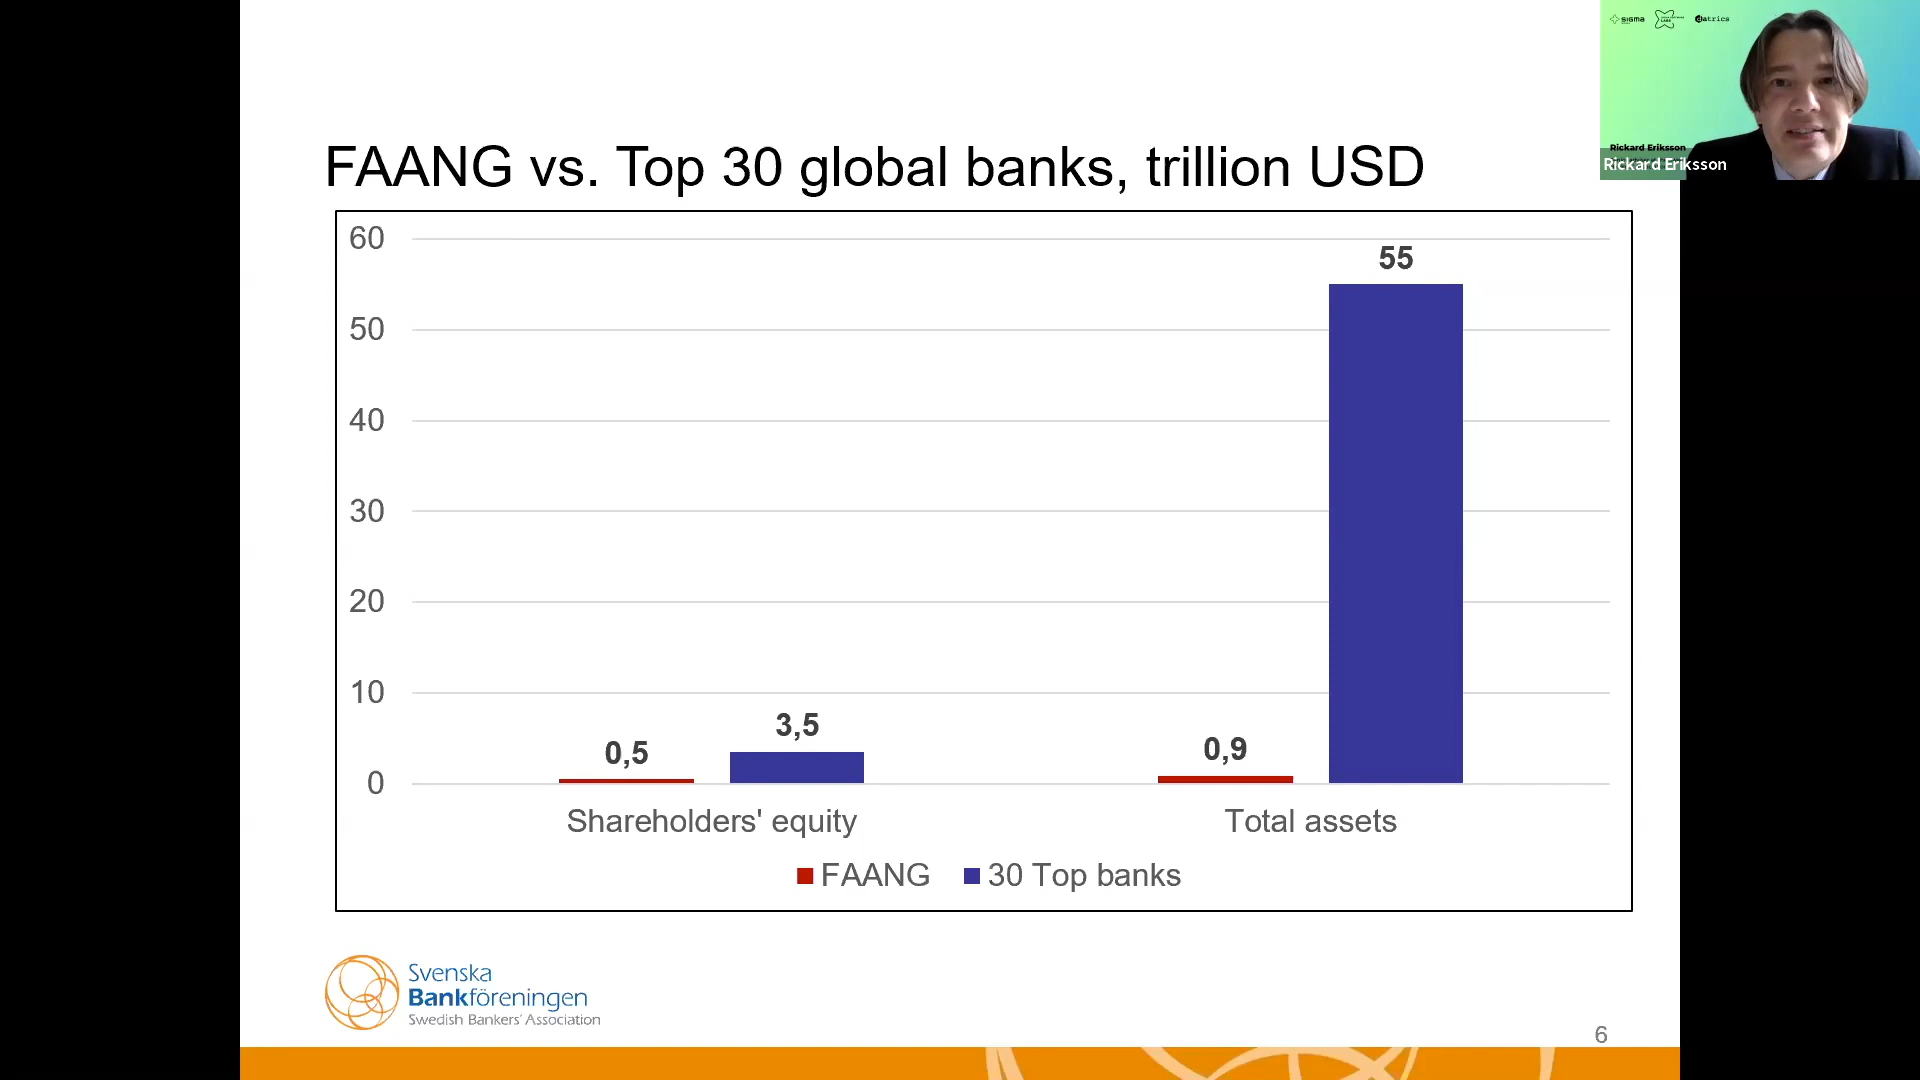 sigma
datrics
Rickard Eriksson
Rickard Eriksson
FAANG vs. Top 30 global banks, trillion USD
60
50
40
30
20
10
0
55
3,5
0,5
0,9
Shareholders' equity
Total assets
FAANG
30 Top banks
Svenska
Bankföreningen
Swedish Bankers' Association
6